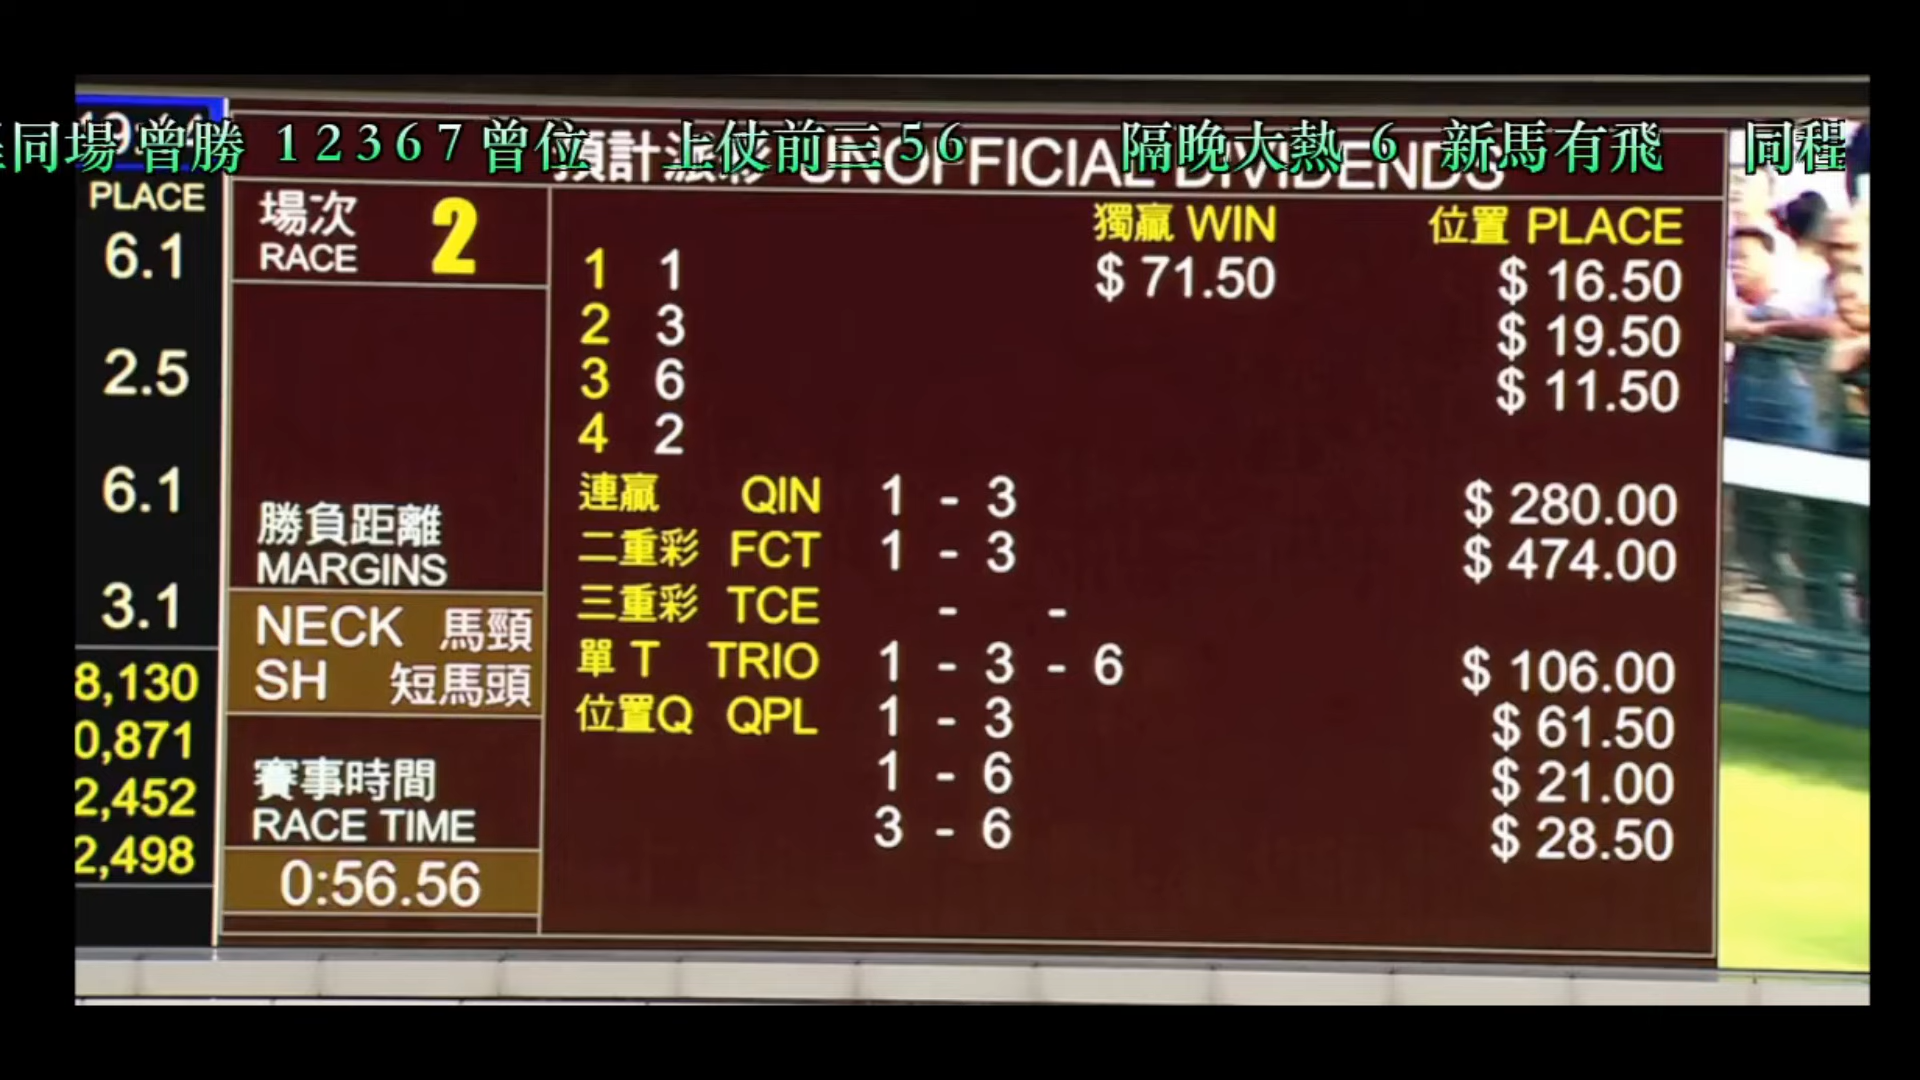 同場 曾勝 1 2 3 6 7 曾位 上仗前三 5 6 隔晚大熱 6 新馬有飛 同程
預計派彩 UNOFFICIAL DIVIDENDS
PLACE
6.1
2.5
6.1
3.1
8,130
0,871
2,452
2,498
場次 2
RACE
勝負距離
MARGINS
NECK 馬頸
SH 短馬頭
賽事時間
RACE TIME
0:56.56
獨贏 WIN 位置 PLACE
1 1 $ 71.50 $ 16.50
2 3 $ 19.50
3 6 $ 11.50
4 2
連贏 QIN 1 - 3 $ 280.00
二重彩 FCT 1 - 3 $ 474.00
三重彩 TCE - -
單 T TRIO 1 - 3 - 6 $ 106.00
位置Q QPL 1 - 3 $ 61.50
1 - 6 $ 21.00
3 - 6 $ 28.50